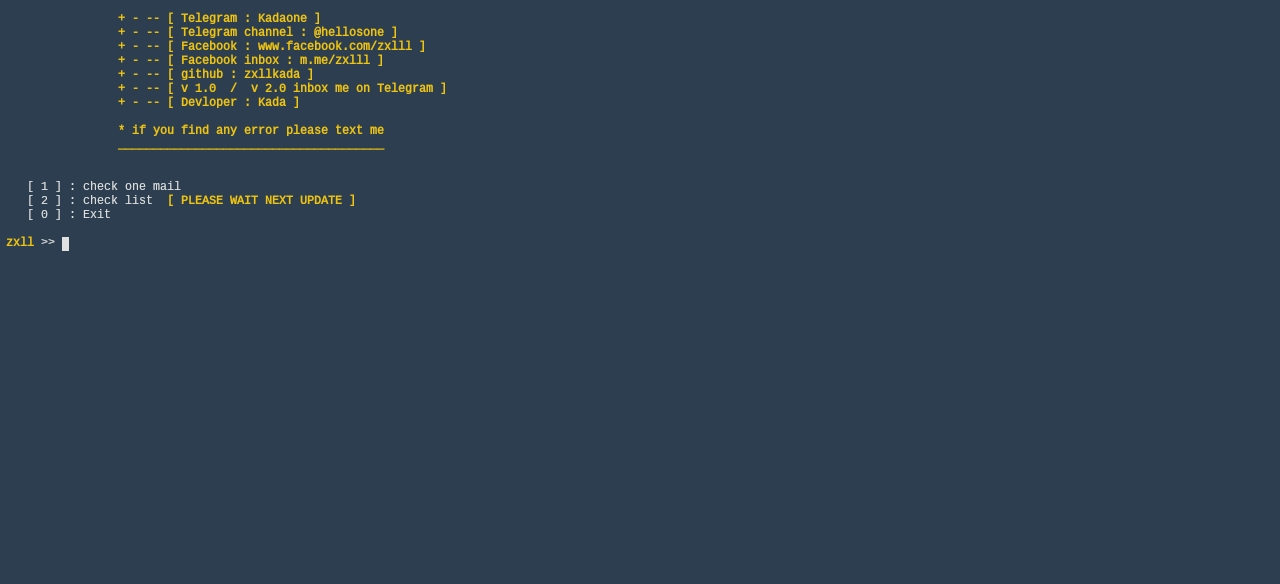 + - -- [ Telegram : Kadaone ]
+ - -- [ Telegram channel : @hellosone ]
+ - -- [ Facebook : www.facebook.com/zxlll ]
+ - -- [ Facebook inbox : m.me/zxlll ]
+ - -- [ github : zxllkada ]
+ - -- [ v 1.0  /  v 2.0 inbox me on Telegram ]
+ - -- [ Devloper : Kada ]
* if you find any error please text me
______________________________________
[ 1 ] : check one mail
[ 2 ] : check list  [ PLEASE WAIT NEXT UPDATE ]
[ 0 ] : Exit
zxll >>